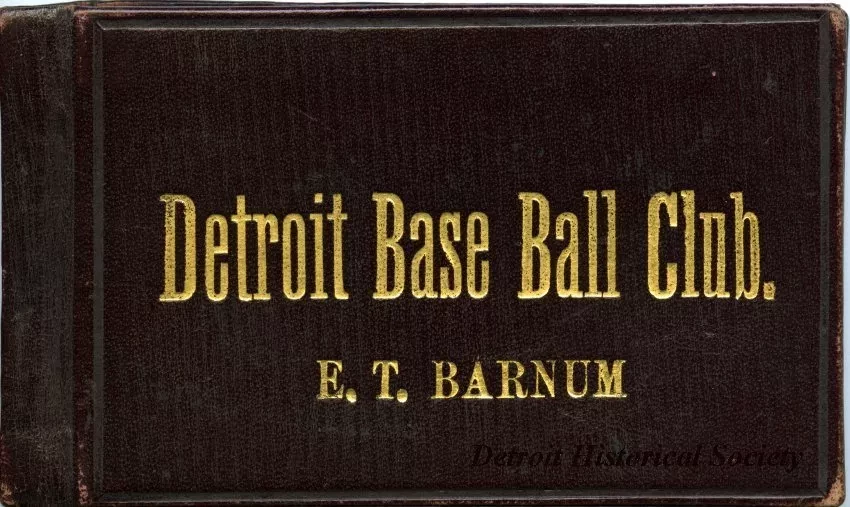 Detroit Base Ball Club.
E. T. BARNUM
Detroit Historical Society